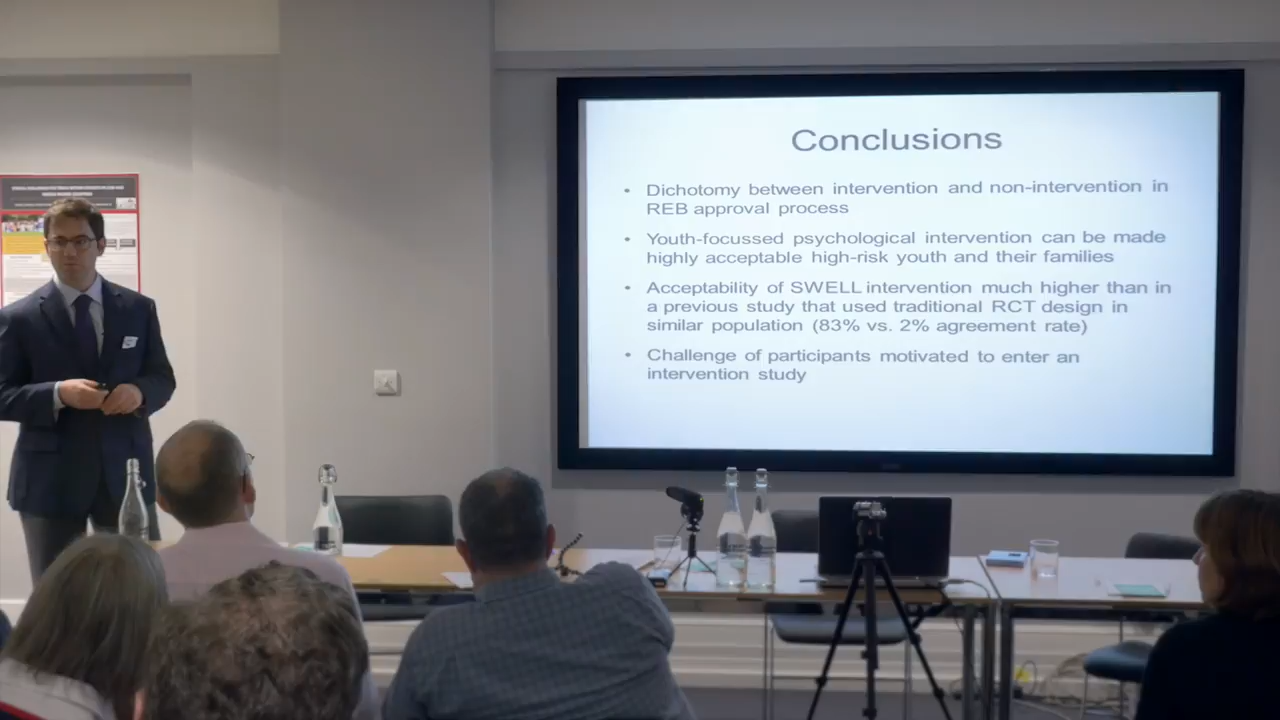 Conclusions
• Dichotomy between intervention and non-intervention in
REB approval process
• Youth-focussed psychological intervention can be made
highly acceptable high-risk youth and their families
• Acceptability of SWELL intervention much higher than in
a previous study that used traditional RCT design in
similar population (83% vs. 2% agreement rate)
• Challenge of participants motivated to enter an
intervention study